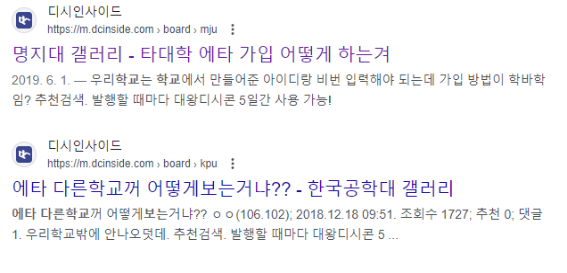 디시인사이드
https://m.dcinside.com › board › mju
명지대 갤러리 - 타대학 에타 가입 어떻게 하는겨
2019. 6. 1. — 우리학교는 학교에서 만들어준 아이디랑 비번 입력해야 되는데 가입 방법이 학바학
임? 추천검색. 발행할 때마다 대왕디시콘 5일간 사용 가능!
디시인사이드
https://m.dcinside.com › board › kpu
에타 다른학교꺼 어떻게보는거냐?? - 한국공학대 갤러리
에타 다른학교꺼 어떻게보는거냐?? ㅇㅇ(106.102); 2018.12.18 09:51. 조회수 1727; 추천 0; 댓글
1. 우리학교밖에 안나오덧데. 추천검색. 발행할 때마다 대왕디시콘 5 ...